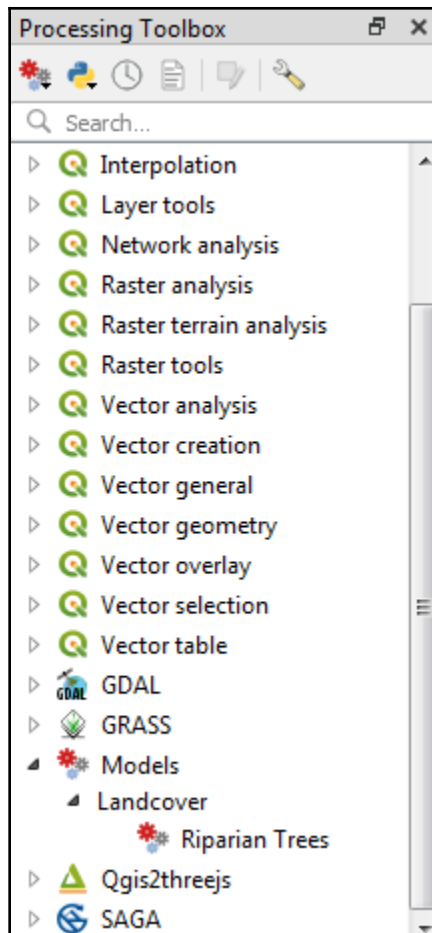 Processing Toolbox
Search...
Interpolation
Layer tools
Network analysis
Raster analysis
Raster terrain analysis
Raster tools
Vector analysis
Vector creation
Vector general
Vector geometry
Vector overlay
Vector selection
Vector table
GDAL GDAL
GRASS
Models
Landcover
Riparian Trees
Qgis2threejs
SAGA